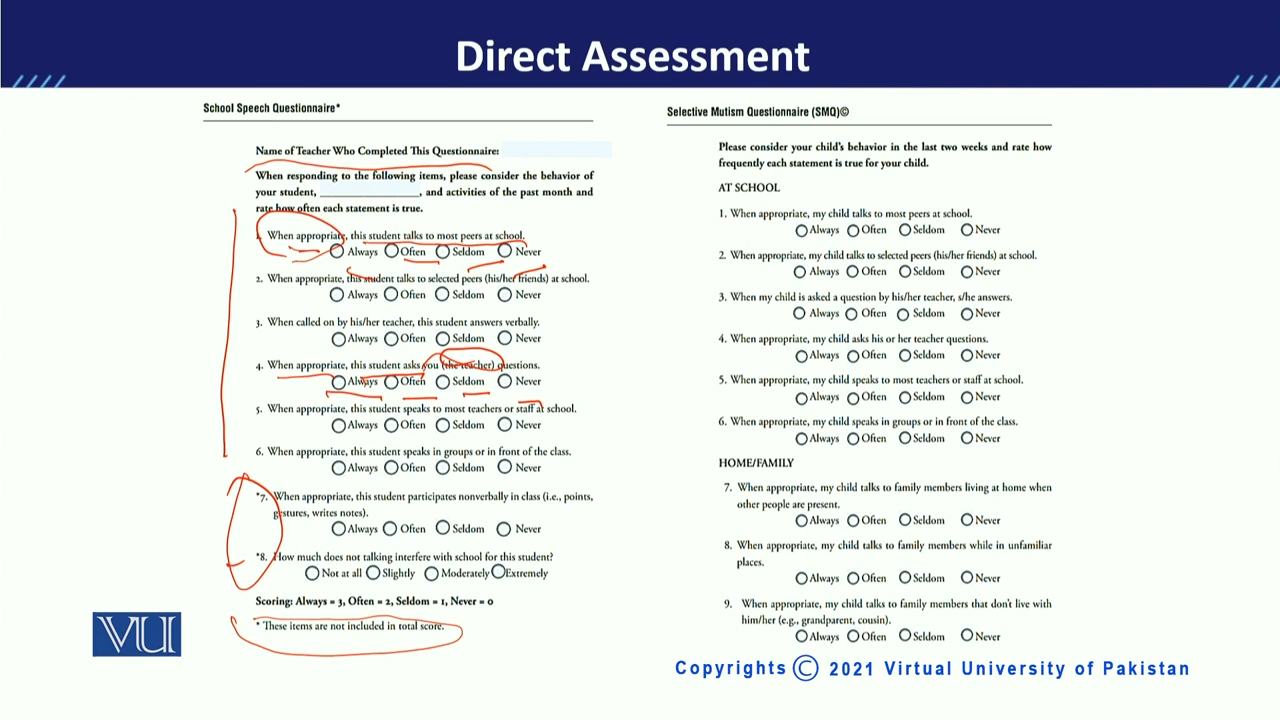 Direct Assessment
School Speech Questionnaire*
Name of Teacher Who Completed This Questionnaire:
When responding to the following items, please consider the behavior of
your student, ____________________, and activities of the past month and
rate how often each statement is true.
1. When appropriate, this student talks to most peers at school.
Always Often Seldom Never
2. When appropriate, this student talks to selected peers (his/her friends) at school.
Always Often Seldom Never
3. When called on by his/her teacher, this student answers verbally.
Always Often Seldom Never
4. When appropriate, this student asks you (the teacher) questions.
Always Often Seldom Never
5. When appropriate, this student speaks to most teachers or staff at school.
Always Often Seldom Never
6. When appropriate, this student speaks in groups or in front of the class.
Always Often Seldom Never
*7. When appropriate, this student participates nonverbally in class (i.e., points,
gestures, writes notes).
Always Often Seldom Never
*8. How much does not talking interfere with school for this student?
Not at all Slightly Moderately Extremely
Scoring: Always = 3, Often = 2, Seldom = 1, Never = 0
* These items are not included in total score.
VU
Selective Mutism Questionnaire (SMQ)©
Please consider your child's behavior in the last two weeks and rate how
frequently each statement is true for your child.
AT SCHOOL
1. When appropriate, my child talks to most peers at school.
Always Often Seldom Never
2. When appropriate, my child talks to selected peers (his/her friends) at school.
Always Often Seldom Never
3. When my child is asked a question by his/her teacher, s/he answers.
Always Often Seldom Never
4. When appropriate, my child asks his or her teacher questions.
Always Often Seldom Never
5. When appropriate, my child speaks to most teachers or staff at school.
Always Often Seldom Never
6. When appropriate, my child speaks in groups or in front of the class.
Always Often Seldom Never
HOME/FAMILY
7. When appropriate, my child talks to family members living at home when
other people are present.
Always Often Seldom Never
8. When appropriate, my child talks to family members while in unfamiliar
places.
Always Often Seldom Never
9. When appropriate, my child talks to family members that don't live with
him/her (e.g., grandparent, cousin).
Always Often Seldom Never
Copyrights © 2021 Virtual University of Pakistan